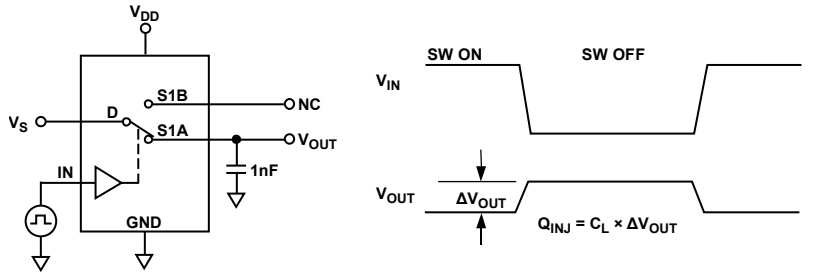 VDD
S1B
NC
D
VS
S1A
VOUT
IN
1nF
GND
SW ON
SW OFF
VIN
VOUT
ΔVOUT
QINJ = CL × ΔVOUT